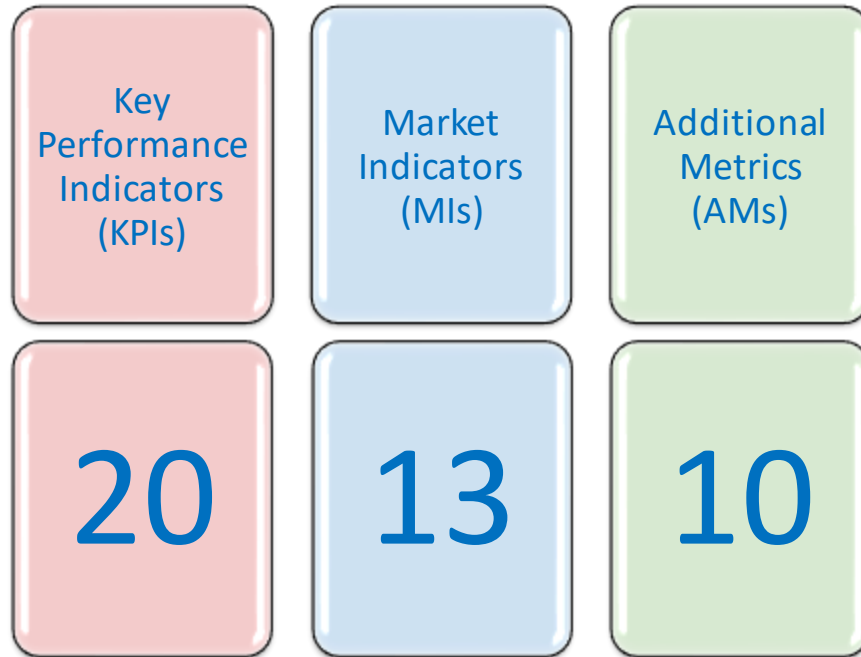 Key
Performance
Indicators
(KPIs)
Market
Indicators
(MIs)
Additional
Metrics
(AMs)
20
13
10